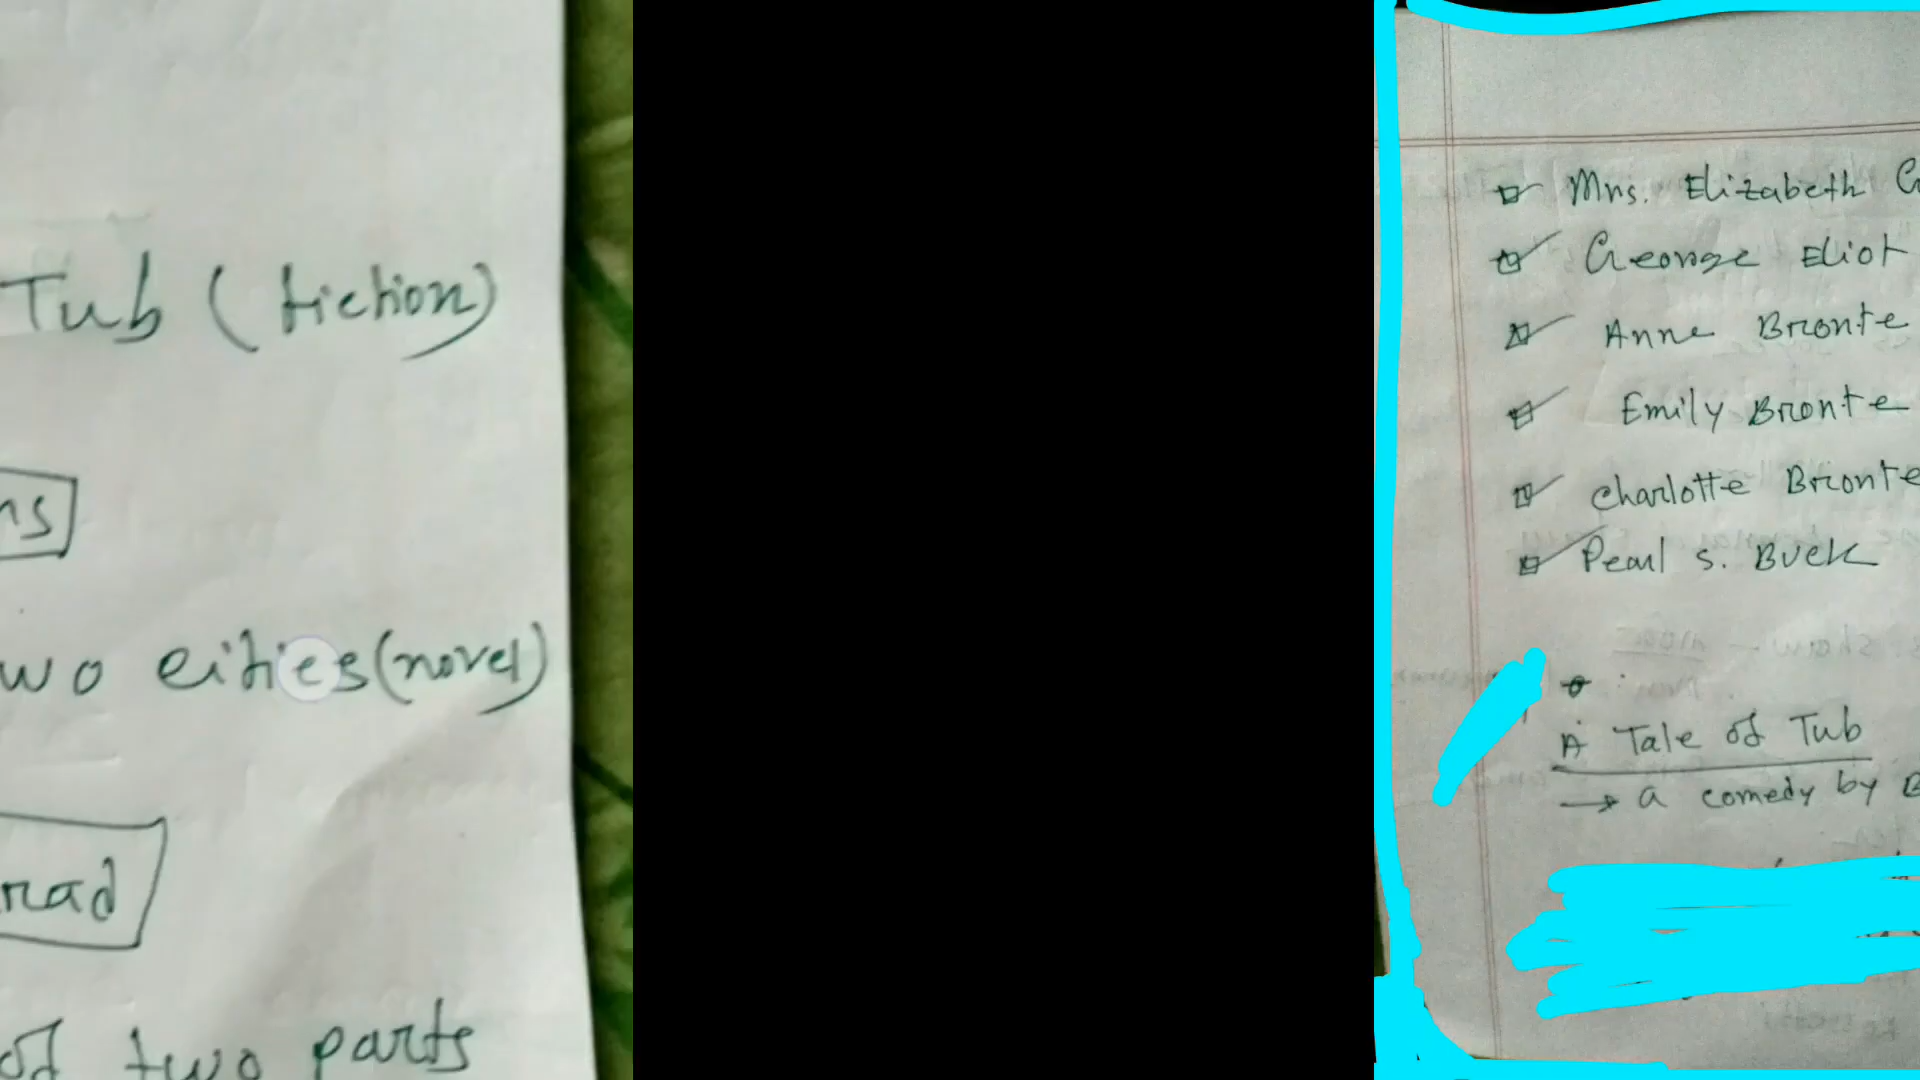 Tub (fiction)
ns
wo cities (novel)
rad
of two parts
Mrs. Elizabeth G
George Eliot
Anne Bronte
Emily Bronte
Charlotte Bronte
Pearl S. Buck
A Tale of Tub
→ a comedy by B